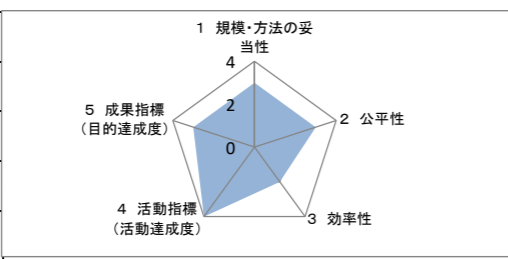 １ 規模・方法の妥
当性
4
2
0
２ 公平性
３ 効率性
４ 活動指標
（活動達成度）
５ 成果指標
（目的達成度）